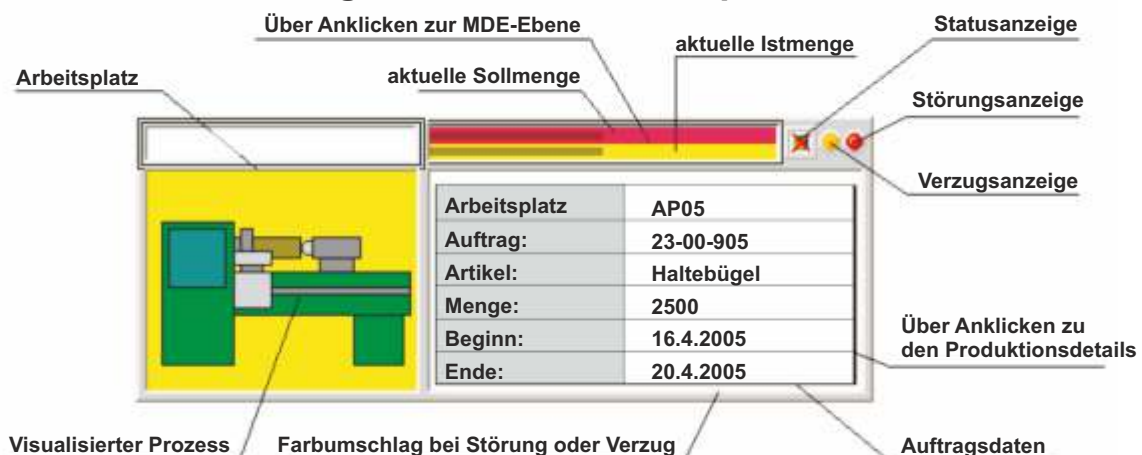 Über Anklicken zur MDE-Ebene
Statusanzeige
aktuelle Istmenge
Arbeitsplatz
aktuelle Sollmenge
Störungsanzeige
Verzugsanzeige
Arbeitsplatz AP05
Auftrag: 23-00-905
Artikel: Haltebügel
Menge: 2500
Beginn: 16.4.2005
Ende: 20.4.2005
Über Anklicken zu
den Produktionsdetails
Visualisierter Prozess
Farbumschlag bei Störung oder Verzug
Auftragsdaten